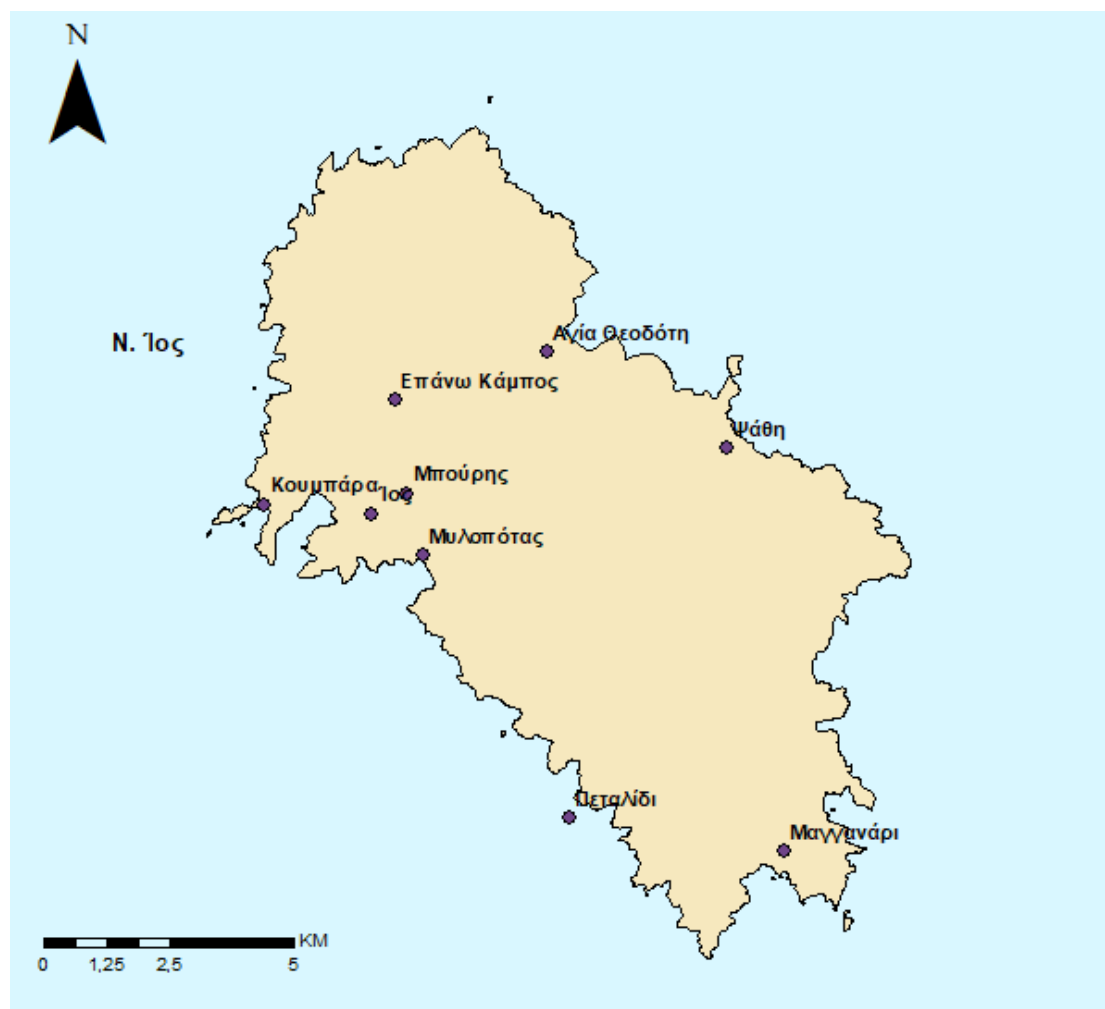 N
Αγία Θεοδότη
Ν. Ίος
Επάνω Κάμπος
Ψάθη
Μπούρης
Κουμπάρα
Ίος
Μυλοπότας
Πεταλίδι
Μαγγανάρι
KM
0 1,25 2,5 5